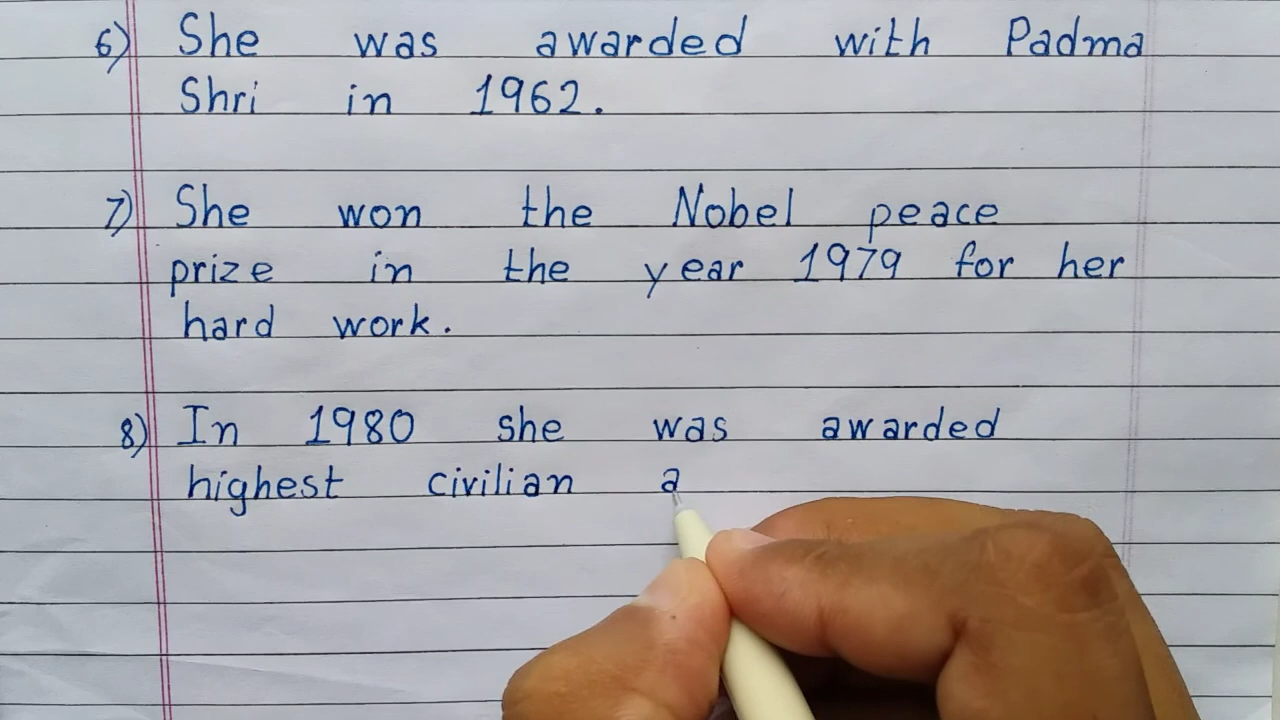 6) She was awarded with Padma
Shri in 1962.
7) She won the Nobel peace
prize in the year 1979 for her
hard work.
8) In 1980 she was awarded
highest civilian a